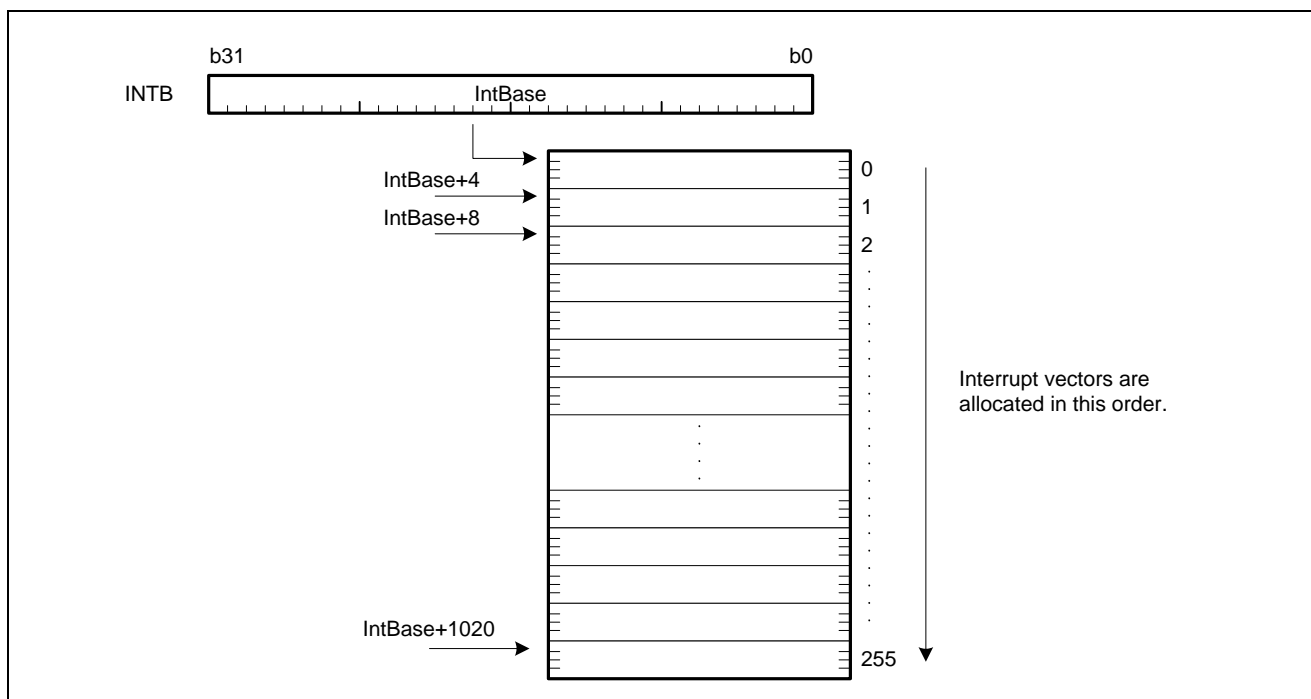 b31 b0
INTB IntBase
0
IntBase+4
1
IntBase+8
2
Interrupt vectors are
allocated in this order.
IntBase+1020
255